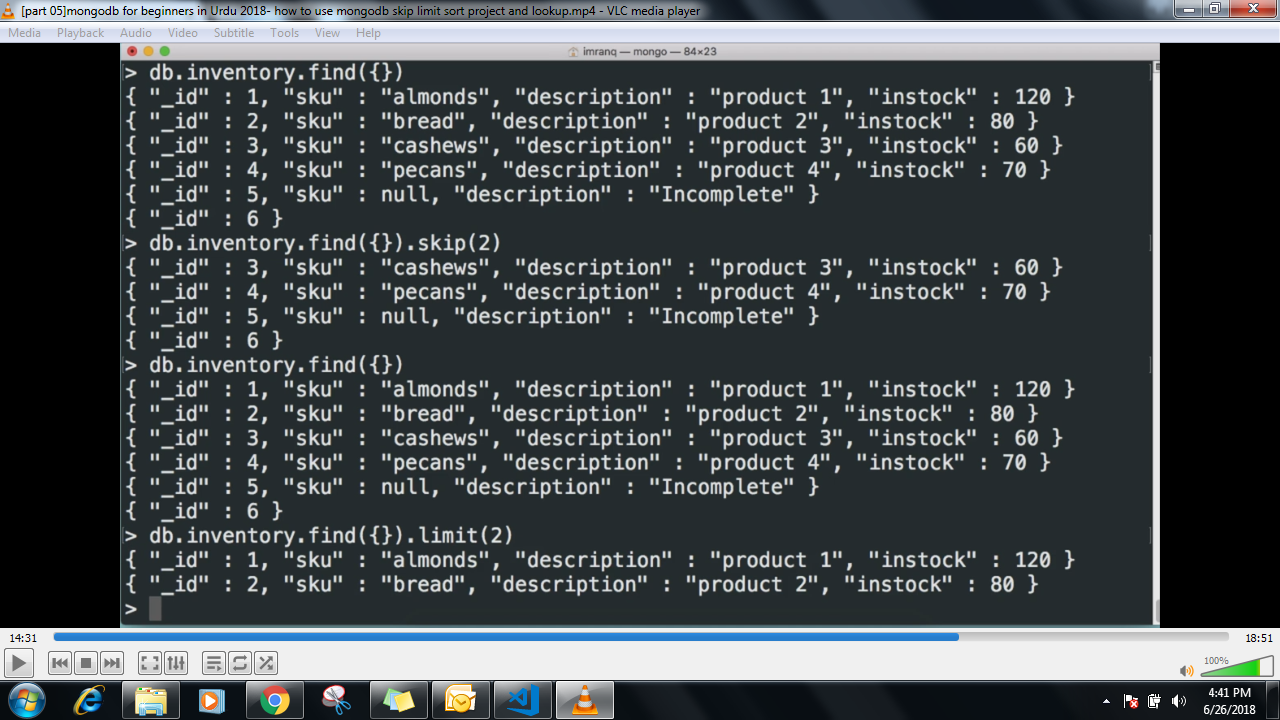 [part 05]mongodb for beginners in Urdu 2018- how to use mongodb skip limit sort project and lookup.mp4 - VLC media player
Media Playback Audio Video Subtitle Tools View Help
imranq — mongo — 84×23
> db.inventory.find({})
{ "_id" : 1, "sku" : "almonds", "description" : "product 1", "instock" : 120 }
{ "_id" : 2, "sku" : "bread", "description" : "product 2", "instock" : 80 }
{ "_id" : 3, "sku" : "cashews", "description" : "product 3", "instock" : 60 }
{ "_id" : 4, "sku" : "pecans", "description" : "product 4", "instock" : 70 }
{ "_id" : 5, "sku" : null, "description" : "Incomplete" }
{ "_id" : 6 }
> db.inventory.find({}).skip(2)
{ "_id" : 3, "sku" : "cashews", "description" : "product 3", "instock" : 60 }
{ "_id" : 4, "sku" : "pecans", "description" : "product 4", "instock" : 70 }
{ "_id" : 5, "sku" : null, "description" : "Incomplete" }
{ "_id" : 6 }
> db.inventory.find({})
{ "_id" : 1, "sku" : "almonds", "description" : "product 1", "instock" : 120 }
{ "_id" : 2, "sku" : "bread", "description" : "product 2", "instock" : 80 }
{ "_id" : 3, "sku" : "cashews", "description" : "product 3", "instock" : 60 }
{ "_id" : 4, "sku" : "pecans", "description" : "product 4", "instock" : 70 }
{ "_id" : 5, "sku" : null, "description" : "Incomplete" }
{ "_id" : 6 }
> db.inventory.find({}).limit(2)
{ "_id" : 1, "sku" : "almonds", "description" : "product 1", "instock" : 120 }
{ "_id" : 2, "sku" : "bread", "description" : "product 2", "instock" : 80 }
>
14:31 18:51
100%
4:41 PM
6/26/2018